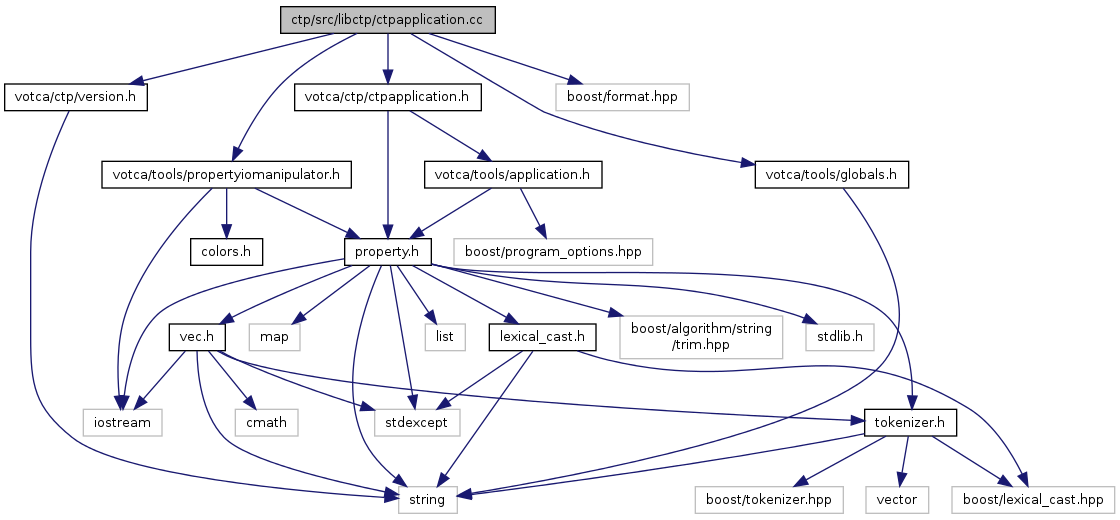 ctp/src/libctp/ctpapplication.cc
votca/ctp/version.h
votca/ctp/ctpapplication.h
boost/format.hpp
votca/tools/propertyiomanipulator.h
votca/tools/application.h
votca/tools/globals.h
colors.h
property.h
boost/program_options.hpp
vec.h
map
list
lexical_cast.h
boost/algorithm/string
/trim.hpp
stdlib.h
iostream
cmath
stdexcept
tokenizer.h
string
boost/tokenizer.hpp
vector
boost/lexical_cast.hpp